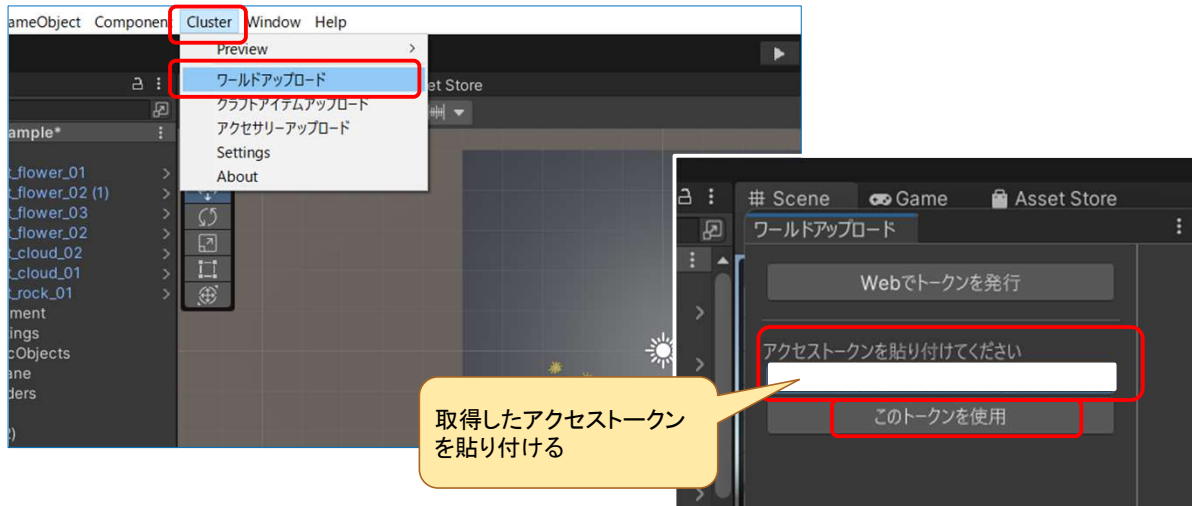 ameObject Component Cluster Window Help
Preview
ワールドアップロード
et Store
クラフトアイテムアップロード
アクセサリーアップロード
Settings
About
ample*
t_flower_01
t_flower_02 (1)
t_flower_03
t_flower_02
t_cloud_02
t_cloud_01
t_rock_01
ment
ings
cObjects
ane
ders
)
Scene Game Asset Store
ワールドアップロード
Webでトークンを発行
アクセストークンを貼り付けてください
このトークンを使用
取得したアクセストークン
を貼り付ける